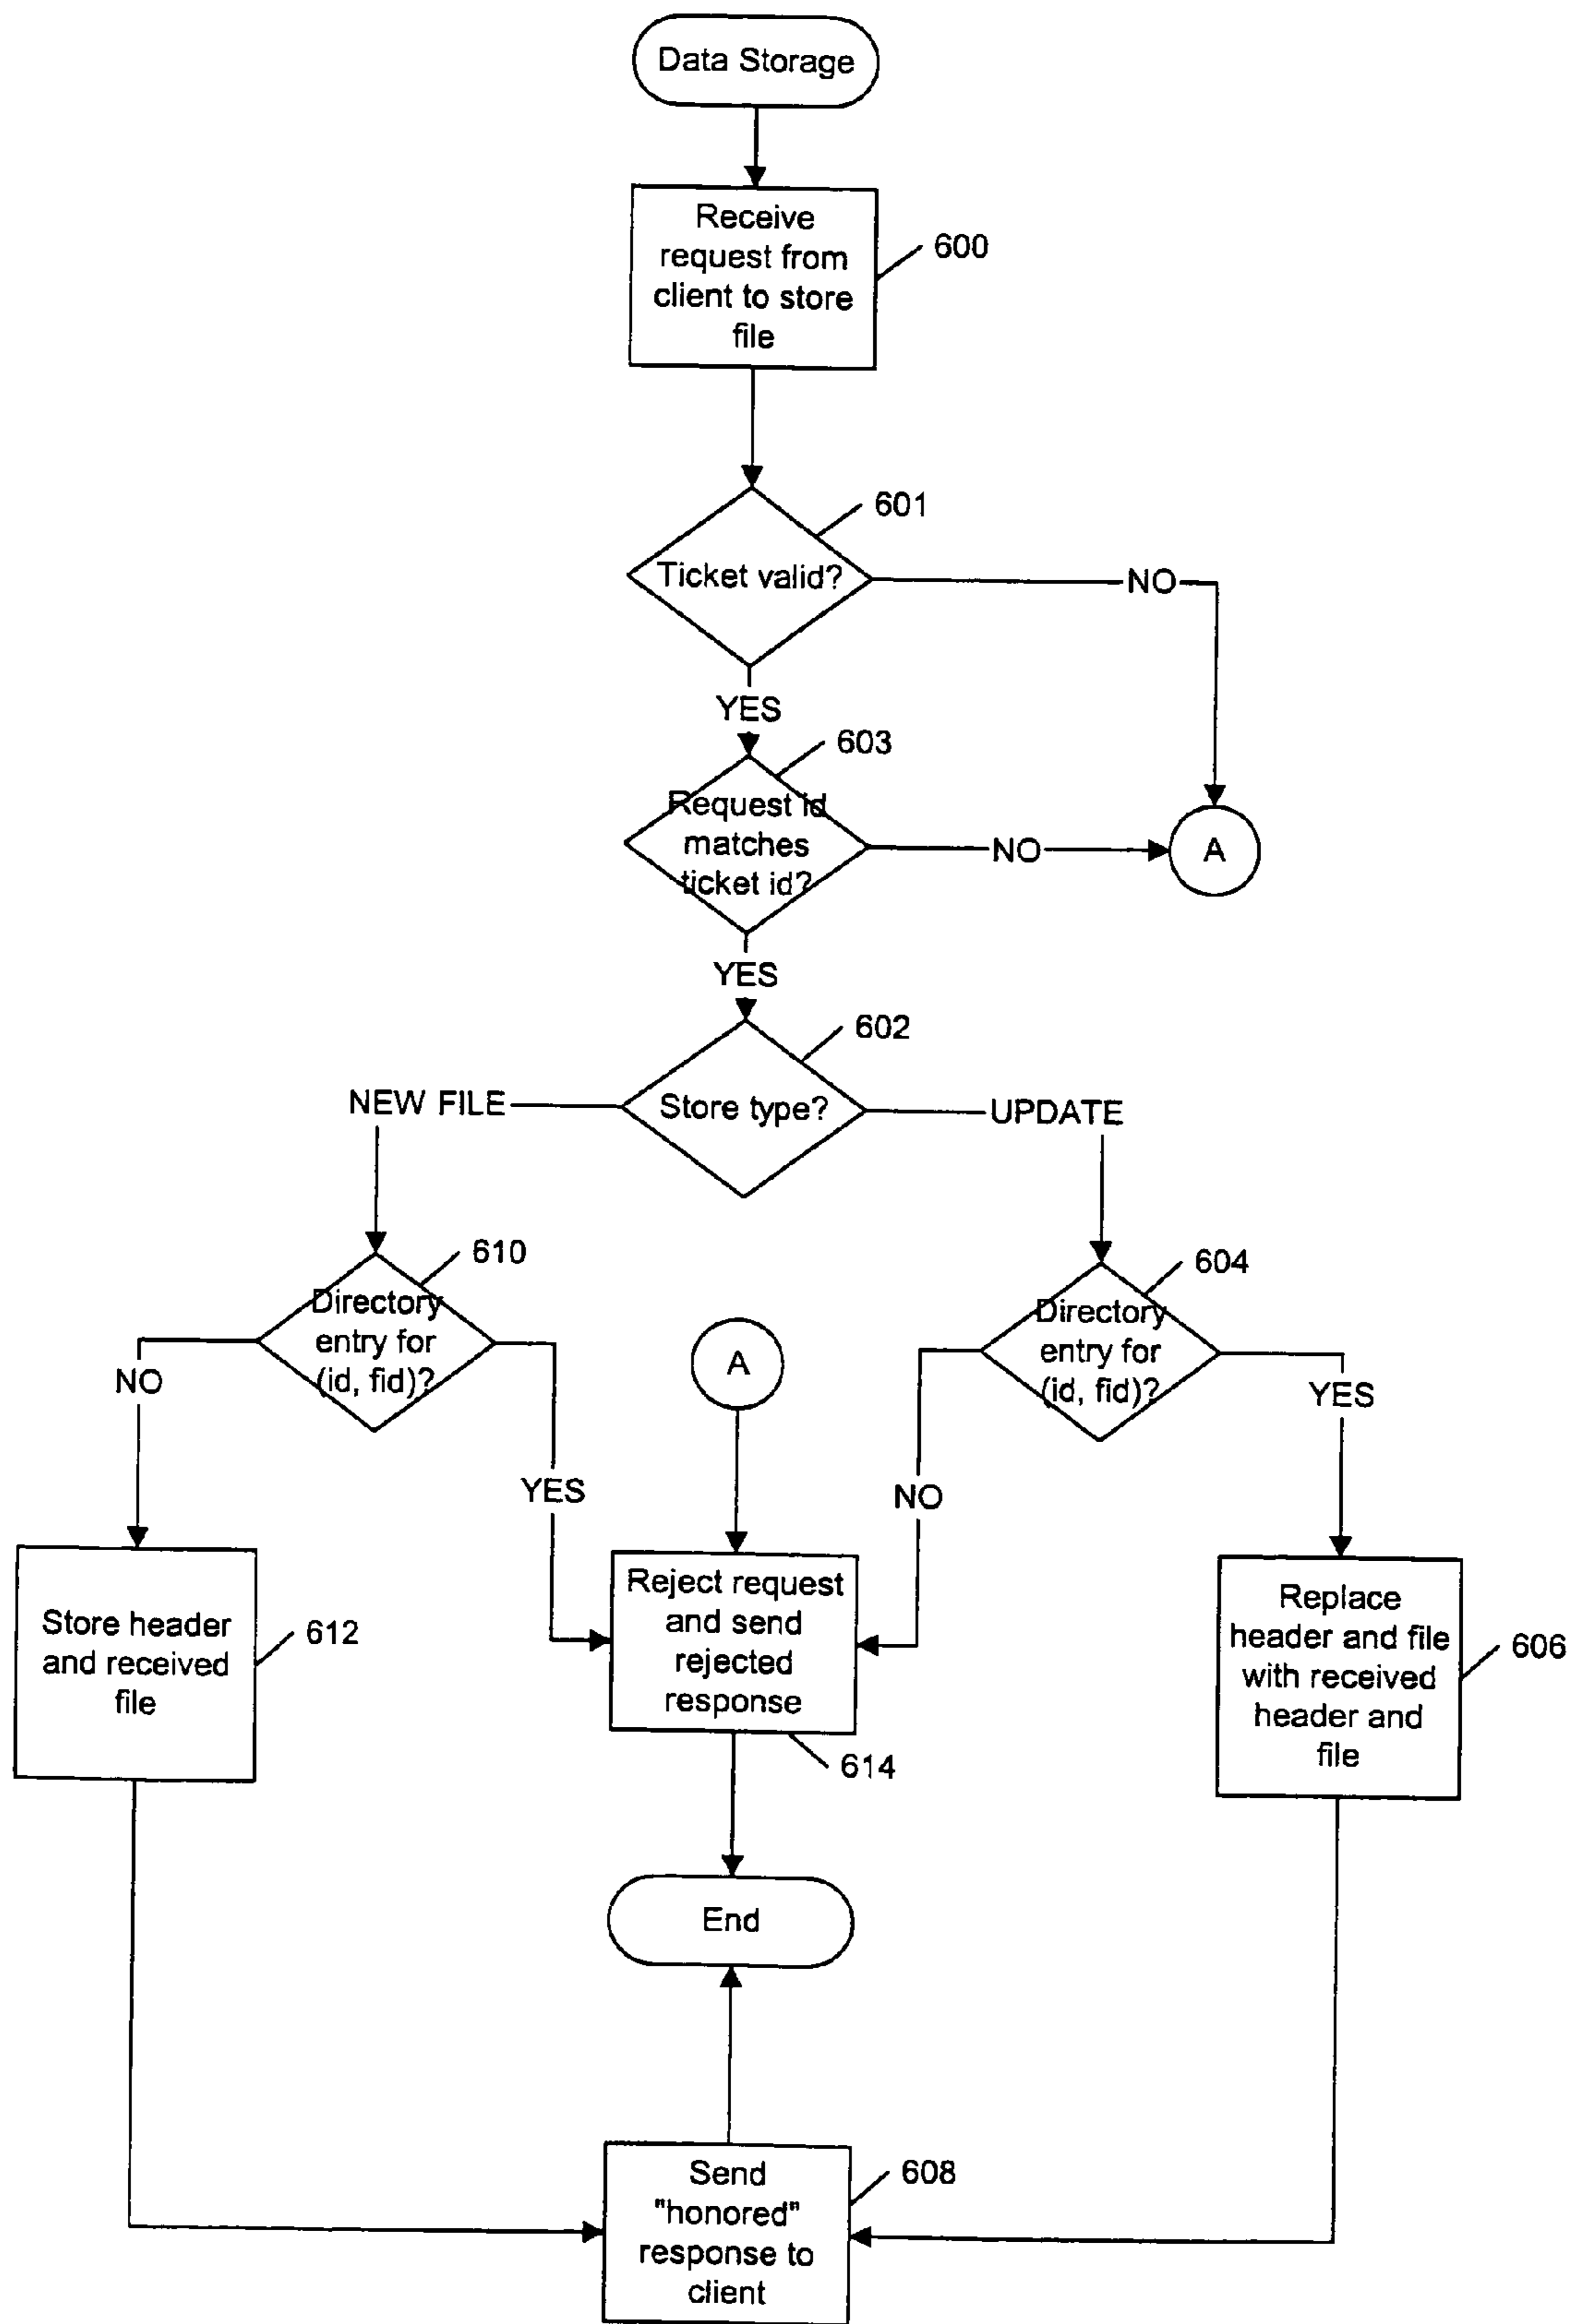 Data Storage
Receive
request from
client to store
file
600
601
Ticket valid?
NO
YES
603
Request id
matches
ticket id?
NO
A
YES
602
NEW FILE
Store type?
UPDATE
610
Directory
entry for
(id, fid)?
604
Directory
entry for
(id, fid)?
A
NO
YES
YES
NO
Store header
and received
file
612
Reject request
and send
rejected
response
614
Replace
header and file
with received
header and
file
606
End
Send
"honored"
response to
client
608